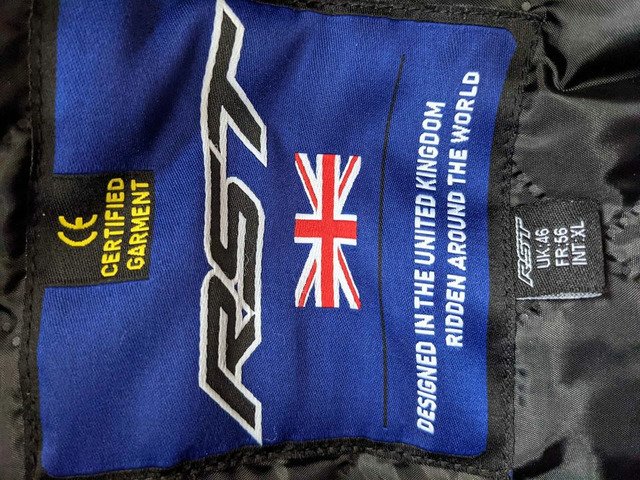 CE
CERTIFIED
GARMENT
RST
DESIGNED IN THE UNITED KINGDOM
RIDDEN AROUND THE WORLD
RST
UK:46
FR:56
INT:XL